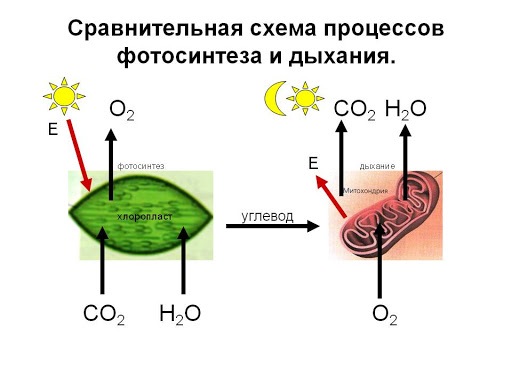 Сравнительная схема процессов
фотосинтеза и дыхания.
O₂
E
фотосинтез
хлоропласт
CO₂ H₂O
углевод
CO₂ H₂O
E
дыхание
Митохондрия
O₂